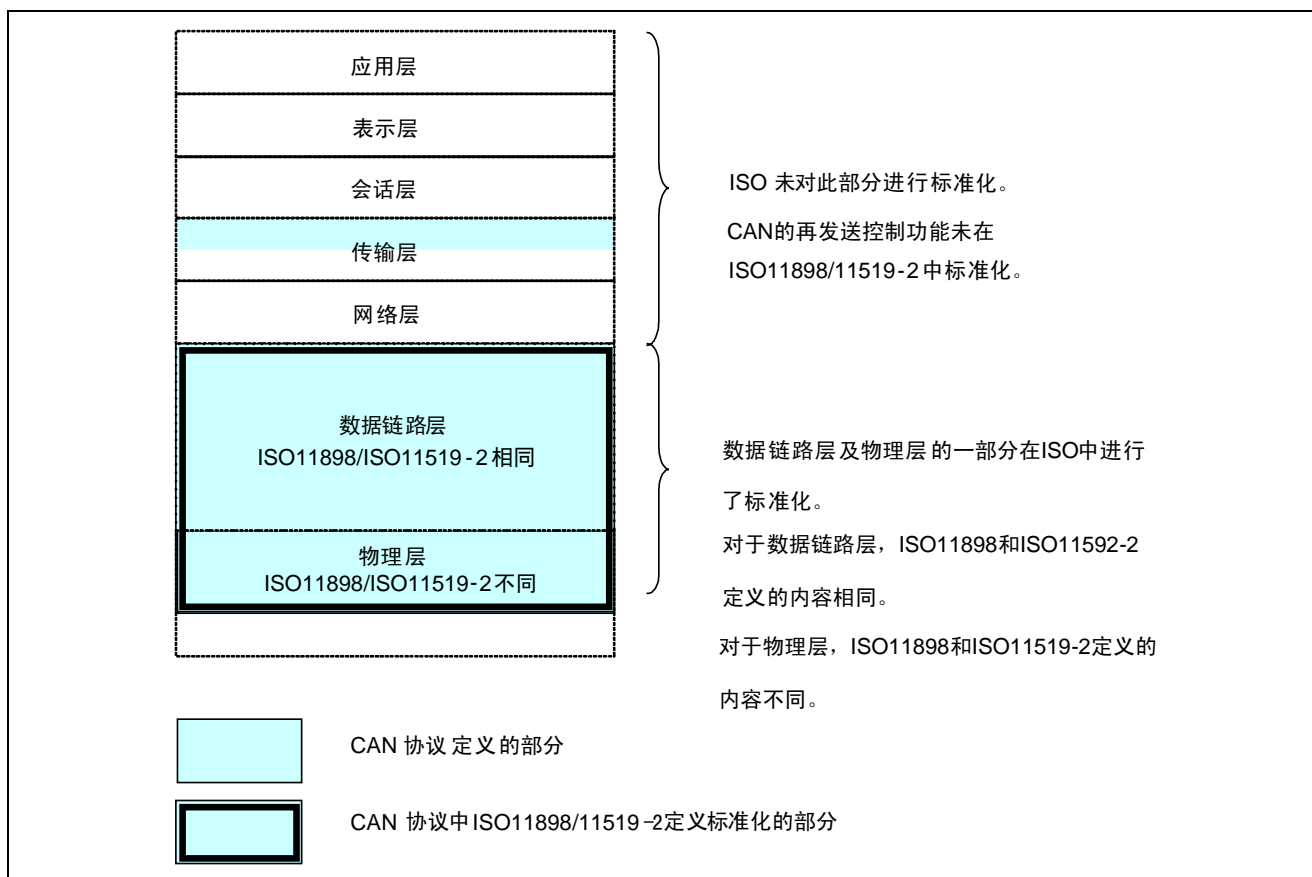 应用层
表示层
会话层
传输层
网络层
数据链路层
ISO11898/ISO11519-2相同
物理层
ISO11898/ISO11519-2不同
ISO 未对此部分进行标准化。
CAN的再发送控制功能未在
ISO11898/11519-2中标准化。
数据链路层及物理层的一部分在ISO中进行
了标准化。
对于数据链路层，ISO11898和ISO11592-2
定义的内容相同。
对于物理层，ISO11898和ISO11519-2定义的
内容不同。
CAN 协议定义的部分
CAN 协议中ISO11898/11519-2定义标准化的部分